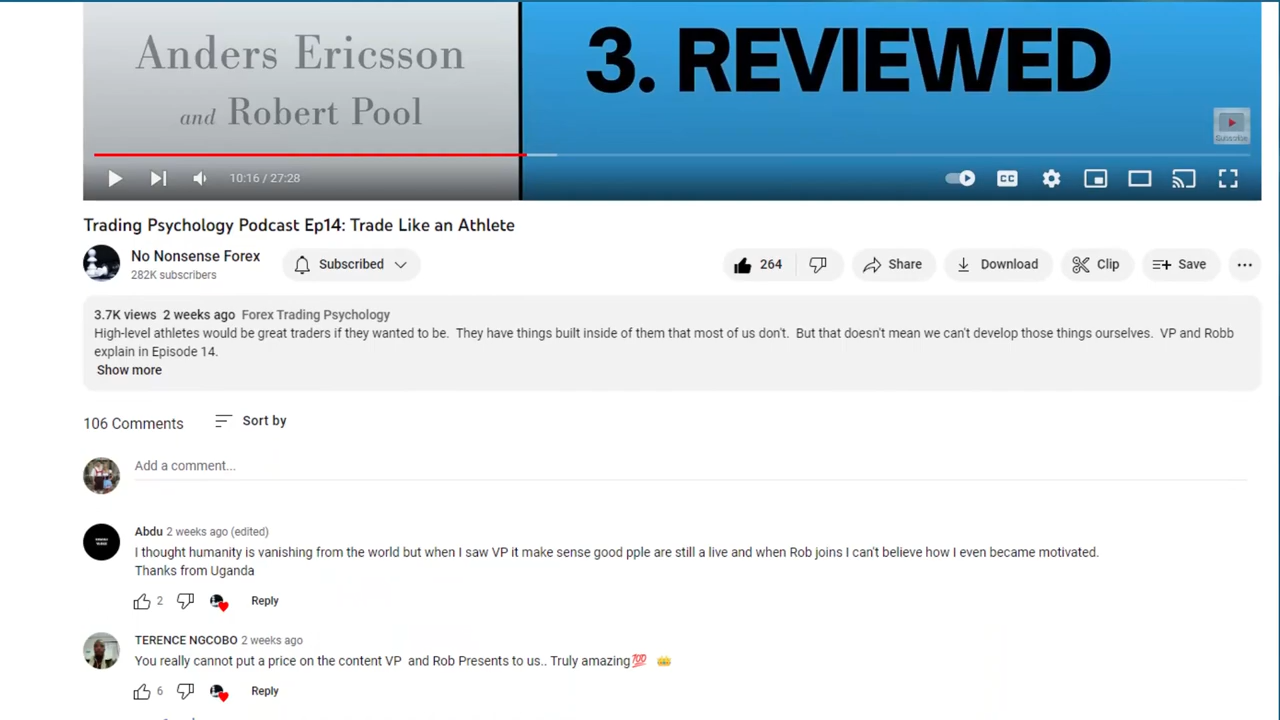 Anders Ericsson
and Robert Pool
3. REVIEWED
Subscribe
10:16 / 27:28
CC
Trading Psychology Podcast Ep14: Trade Like an Athlete
No Nonsense Forex
282K subscribers
Subscribed
264
Share
Download
Clip
Save
3.7K views 2 weeks ago Forex Trading Psychology
High-level athletes would be great traders if they wanted to be. They have things built inside of them that most of us don't. But that doesn't mean we can't develop those things ourselves. VP and Robb
explain in Episode 14.
Show more
106 Comments
Sort by
Add a comment...
Abdu 2 weeks ago (edited)
I thought humanity is vanishing from the world but when I saw VP it make sense good pple are still a live and when Rob joins I can't believe how I even became motivated.
Thanks from Uganda
2
Reply
TERENCE NGCOBO 2 weeks ago
You really cannot put a price on the content VP and Rob Presents to us.. Truly amazing💯 👑
6
Reply